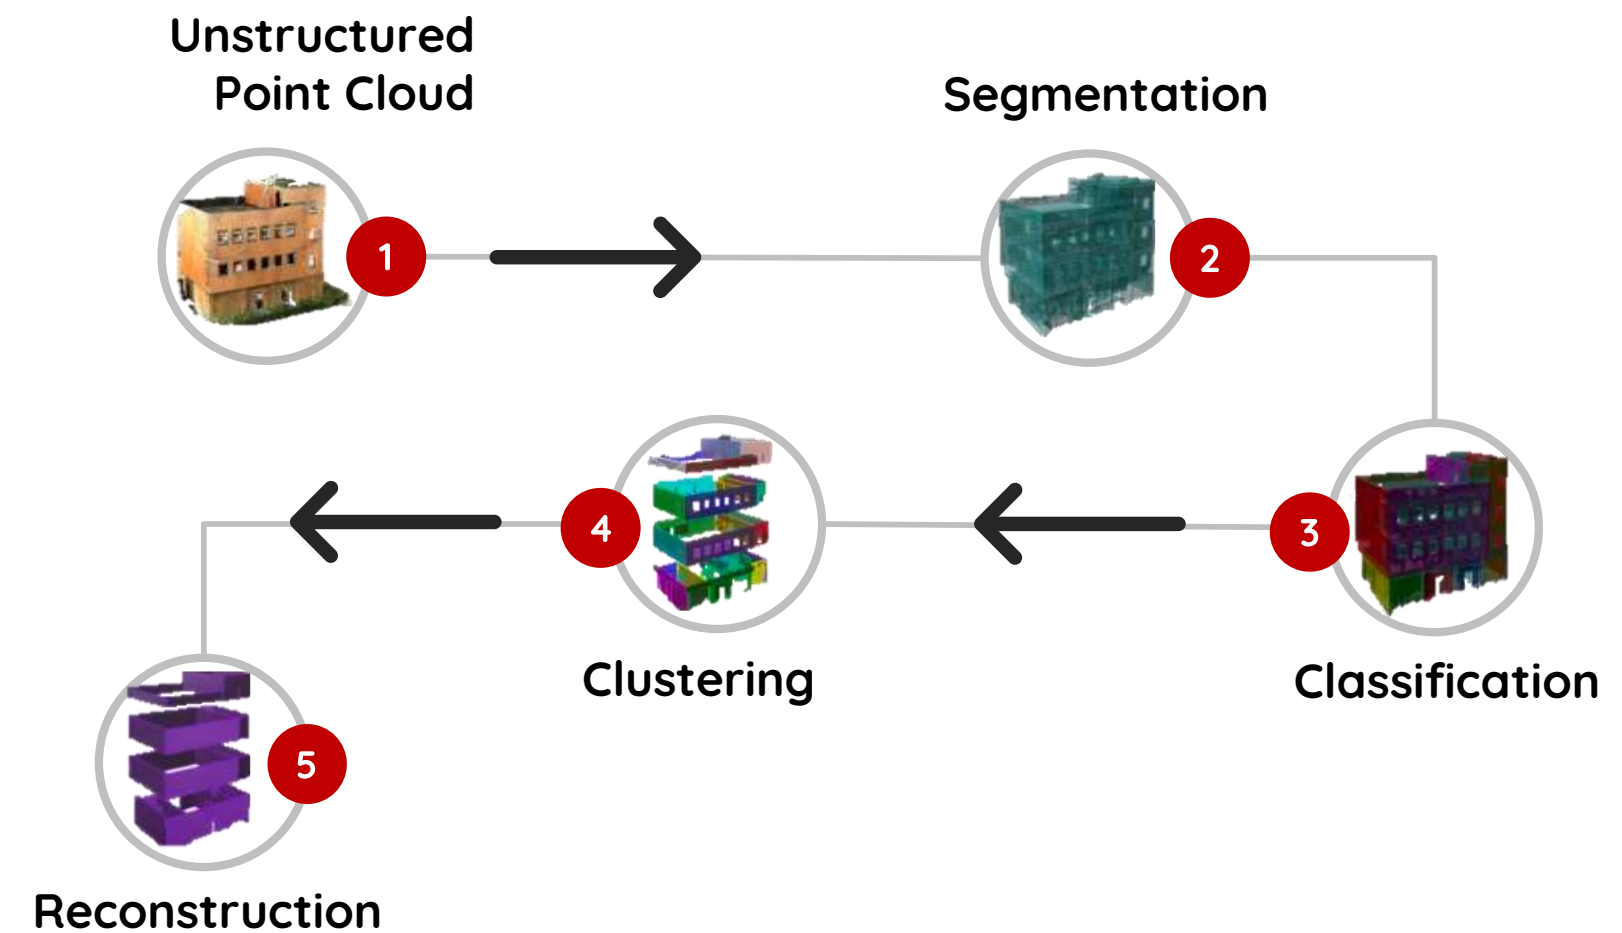 Unstructured
Point Cloud
1
Segmentation
2
3
Classification
4
Clustering
5
Reconstruction